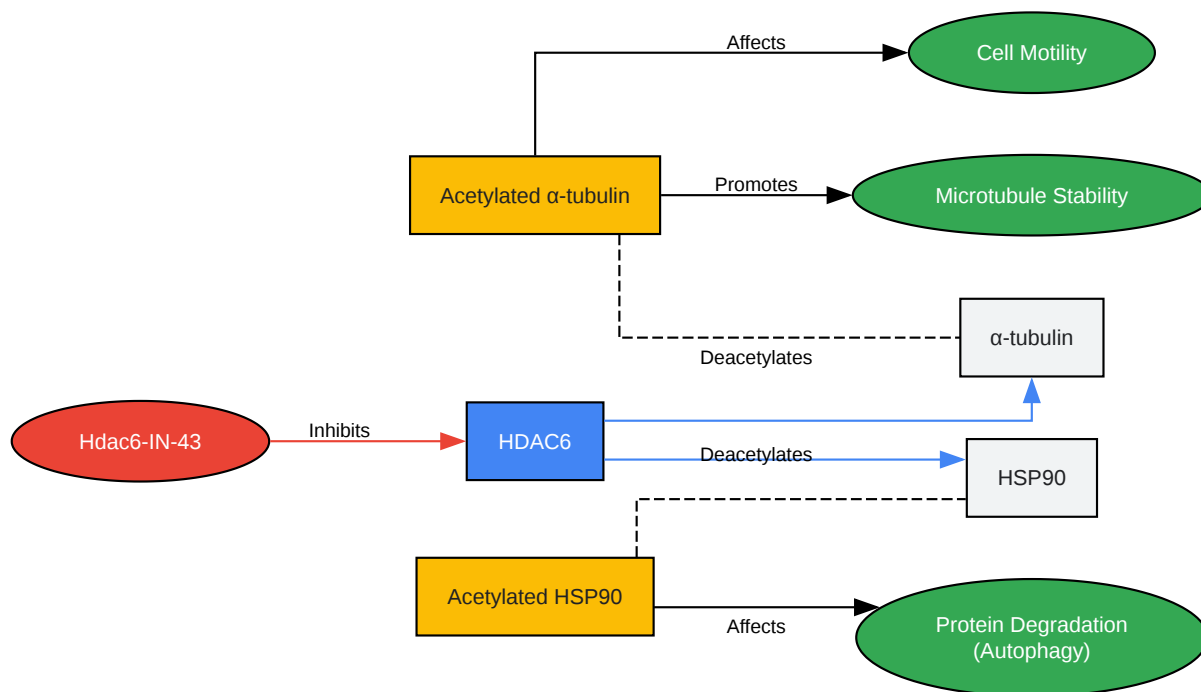 Affects
Cell Motility
Acetylated α-tubulin
Promotes
Microtubule Stability
α-tubulin
Deacetylates
Hdac6-IN-43
Inhibits
HDAC6
Deacetylates
HSP90
Acetylated HSP90
Affects
Protein Degradation
(Autophagy)